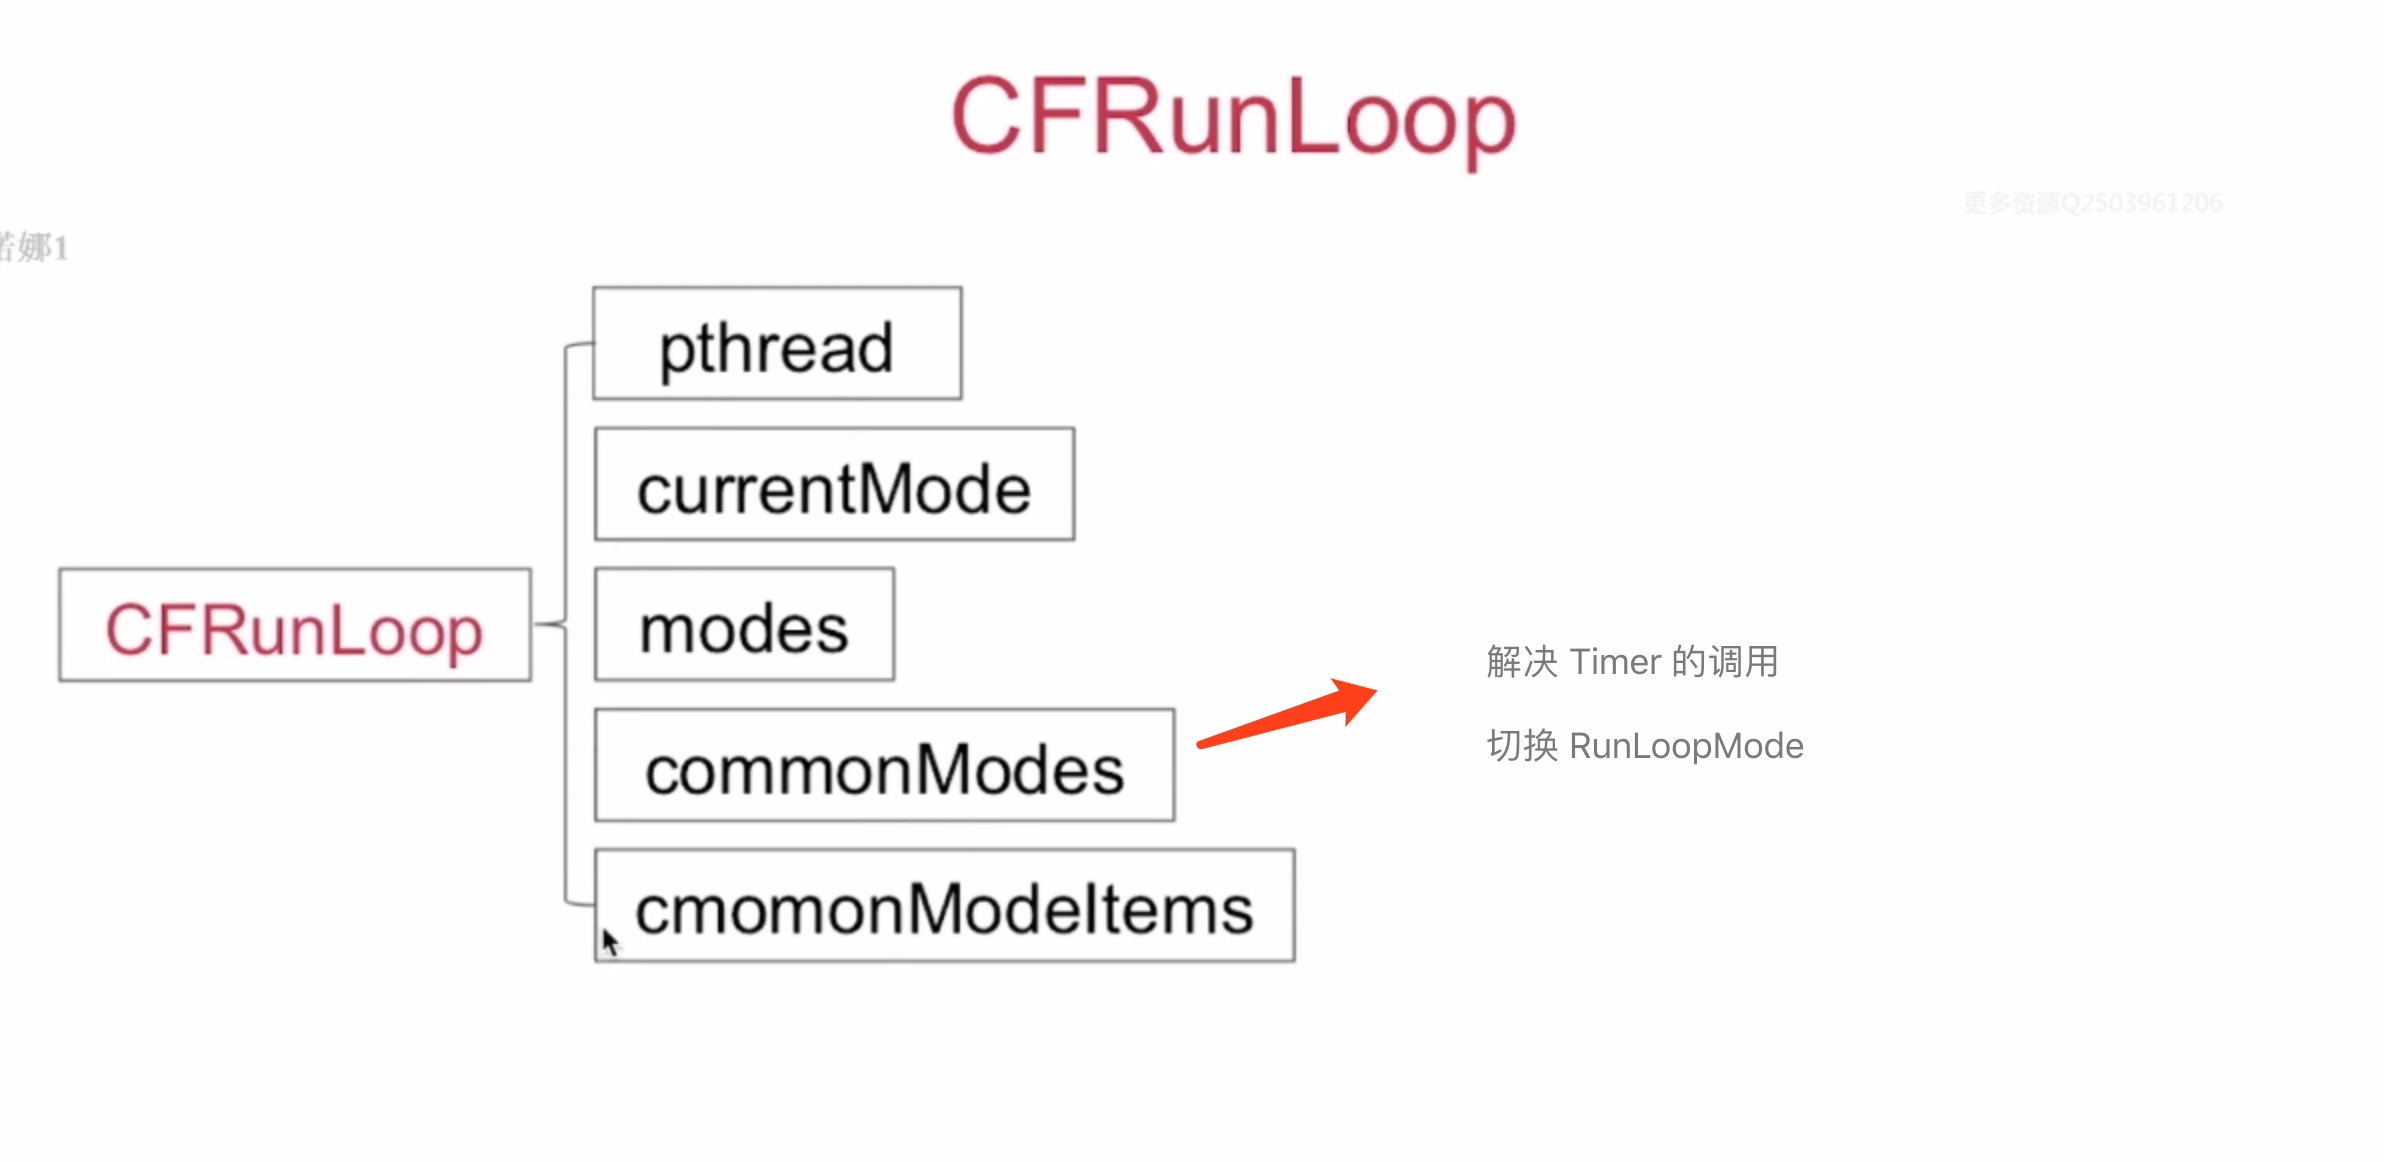 CFRunLoop
更多资源Q2503961206
诺娜1
pthread
currentMode
modes
CFRunLoop
commonModes
cmomonModeItems
解决 Timer 的调用
切换 RunLoopMode